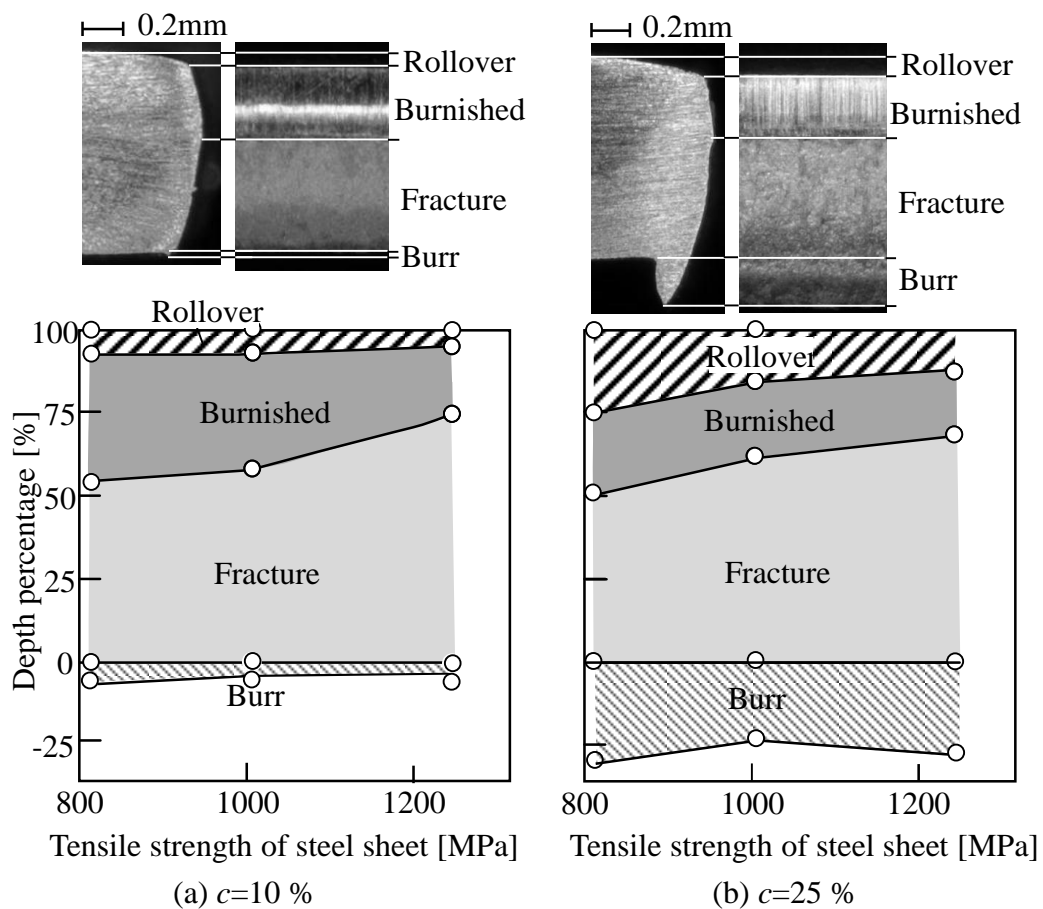 0.2mm
Rollover
Burnished
Fracture
Burr
0.2mm
Rollover
Burnished
Fracture
Burr
Depth percentage [%]
100
75
50
25
0
-25
Rollover
Burnished
Fracture
Burr
800
1000
1200
Tensile strength of steel sheet [MPa]
(a) c=10 %
Rollover
Burnished
Fracture
Burr
800
1000
1200
Tensile strength of steel sheet [MPa]
(b) c=25 %